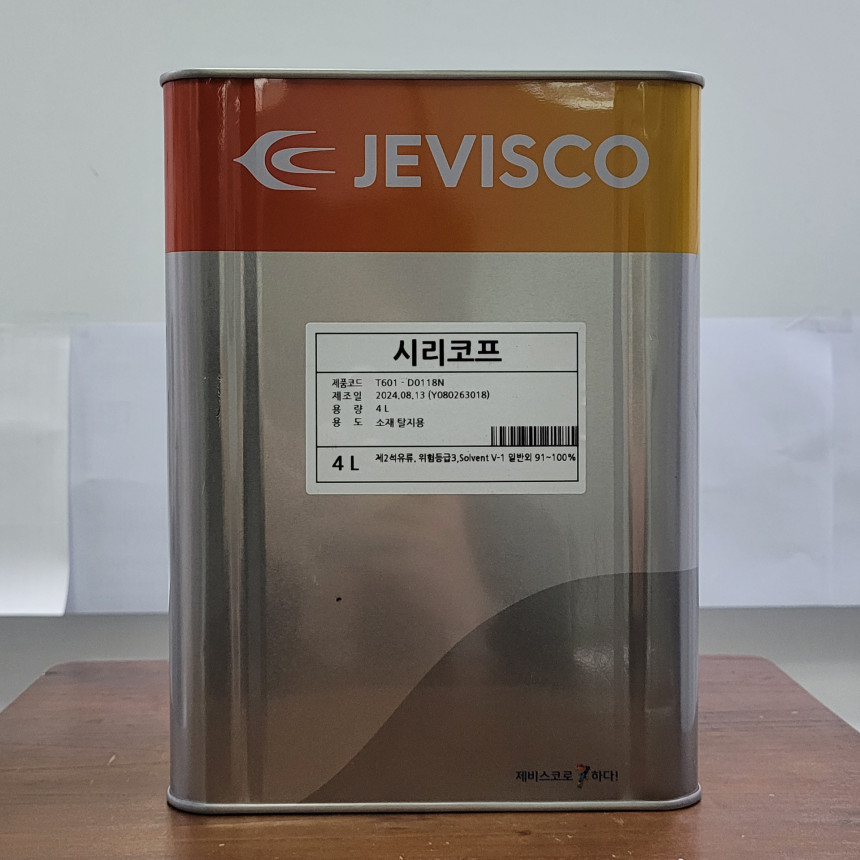 JEVISCO
시리코프
제품코드 T601 - D0118N
제조일 2024.08.13 (Y080263018)
용 량 4 L
용 도 소재 탈지용
4 L 제2석유류, 위험등급3,Solvent V-1 일반외 91~100%
제비스코로 하다!